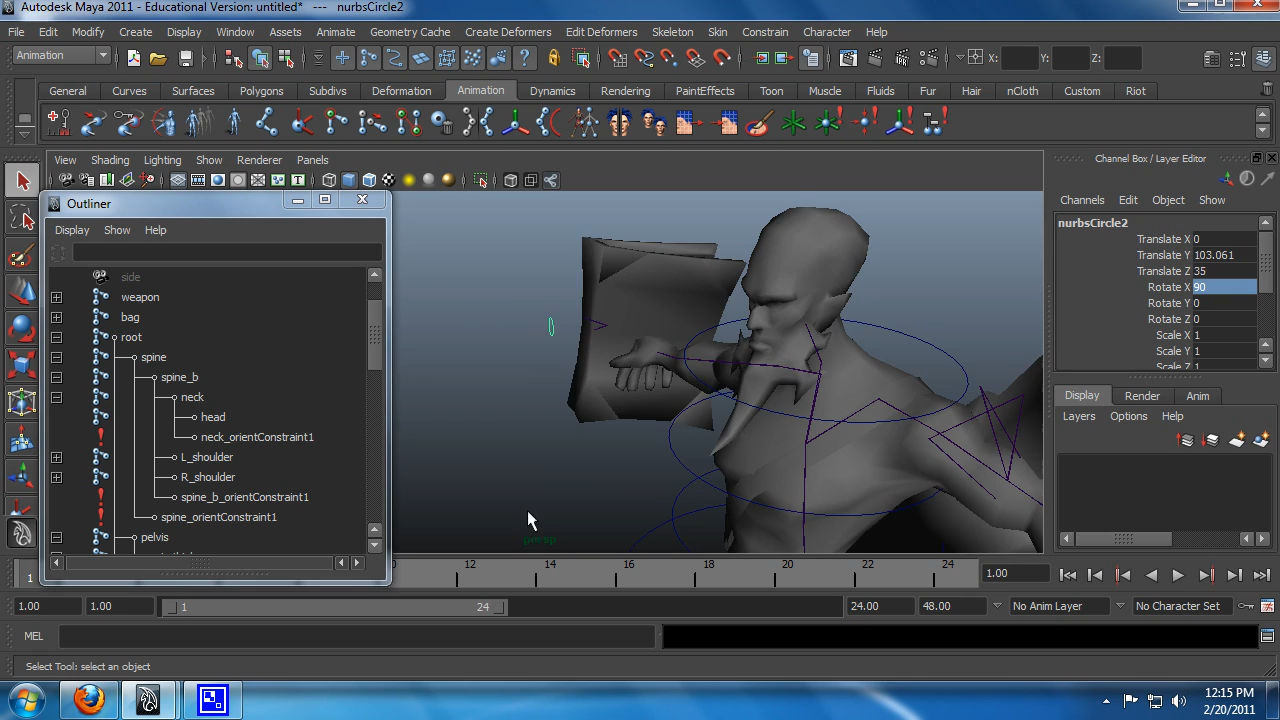 Autodesk Maya 2011 - Educational Version: untitled* --- nurbsCircle2
File Edit Modify Create Display Window Assets Animate Geometry Cache Create Deformers Edit Deformers Skeleton Skin Constrain Character Help
Animation X: Y: Z:
General Curves Surfaces Polygons Subdivs Deformation Animation Dynamics Rendering PaintEffects Toon Muscle Fluids Fur Hair nCloth Custom Riot
View Shading Lighting Show Renderer Panels
Channel Box / Layer Editor
Outliner
Channels Edit Object Show
Display Show Help
nurbsCircle2
Translate X 0
Translate Y 103.061
Translate Z 35
Rotate X 90
Rotate Y 0
Rotate Z 0
Scale X 1
Scale Y 1
Scale Z 1
side
weapon
bag
root
spine
spine_b
neck
head
neck_orientConstraint1
L_shoulder
R_shoulder
spine_b_orientConstraint1
spine_orientConstraint1
pelvis
Display Render Anim
Layers Options Help
persp
1 12 14 16 18 20 22 24 1.00
1.00 1.00 1 24 24.00 48.00 No Anim Layer No Character Set
MEL
Select Tool: select an object
12:15 PM
2/20/2011